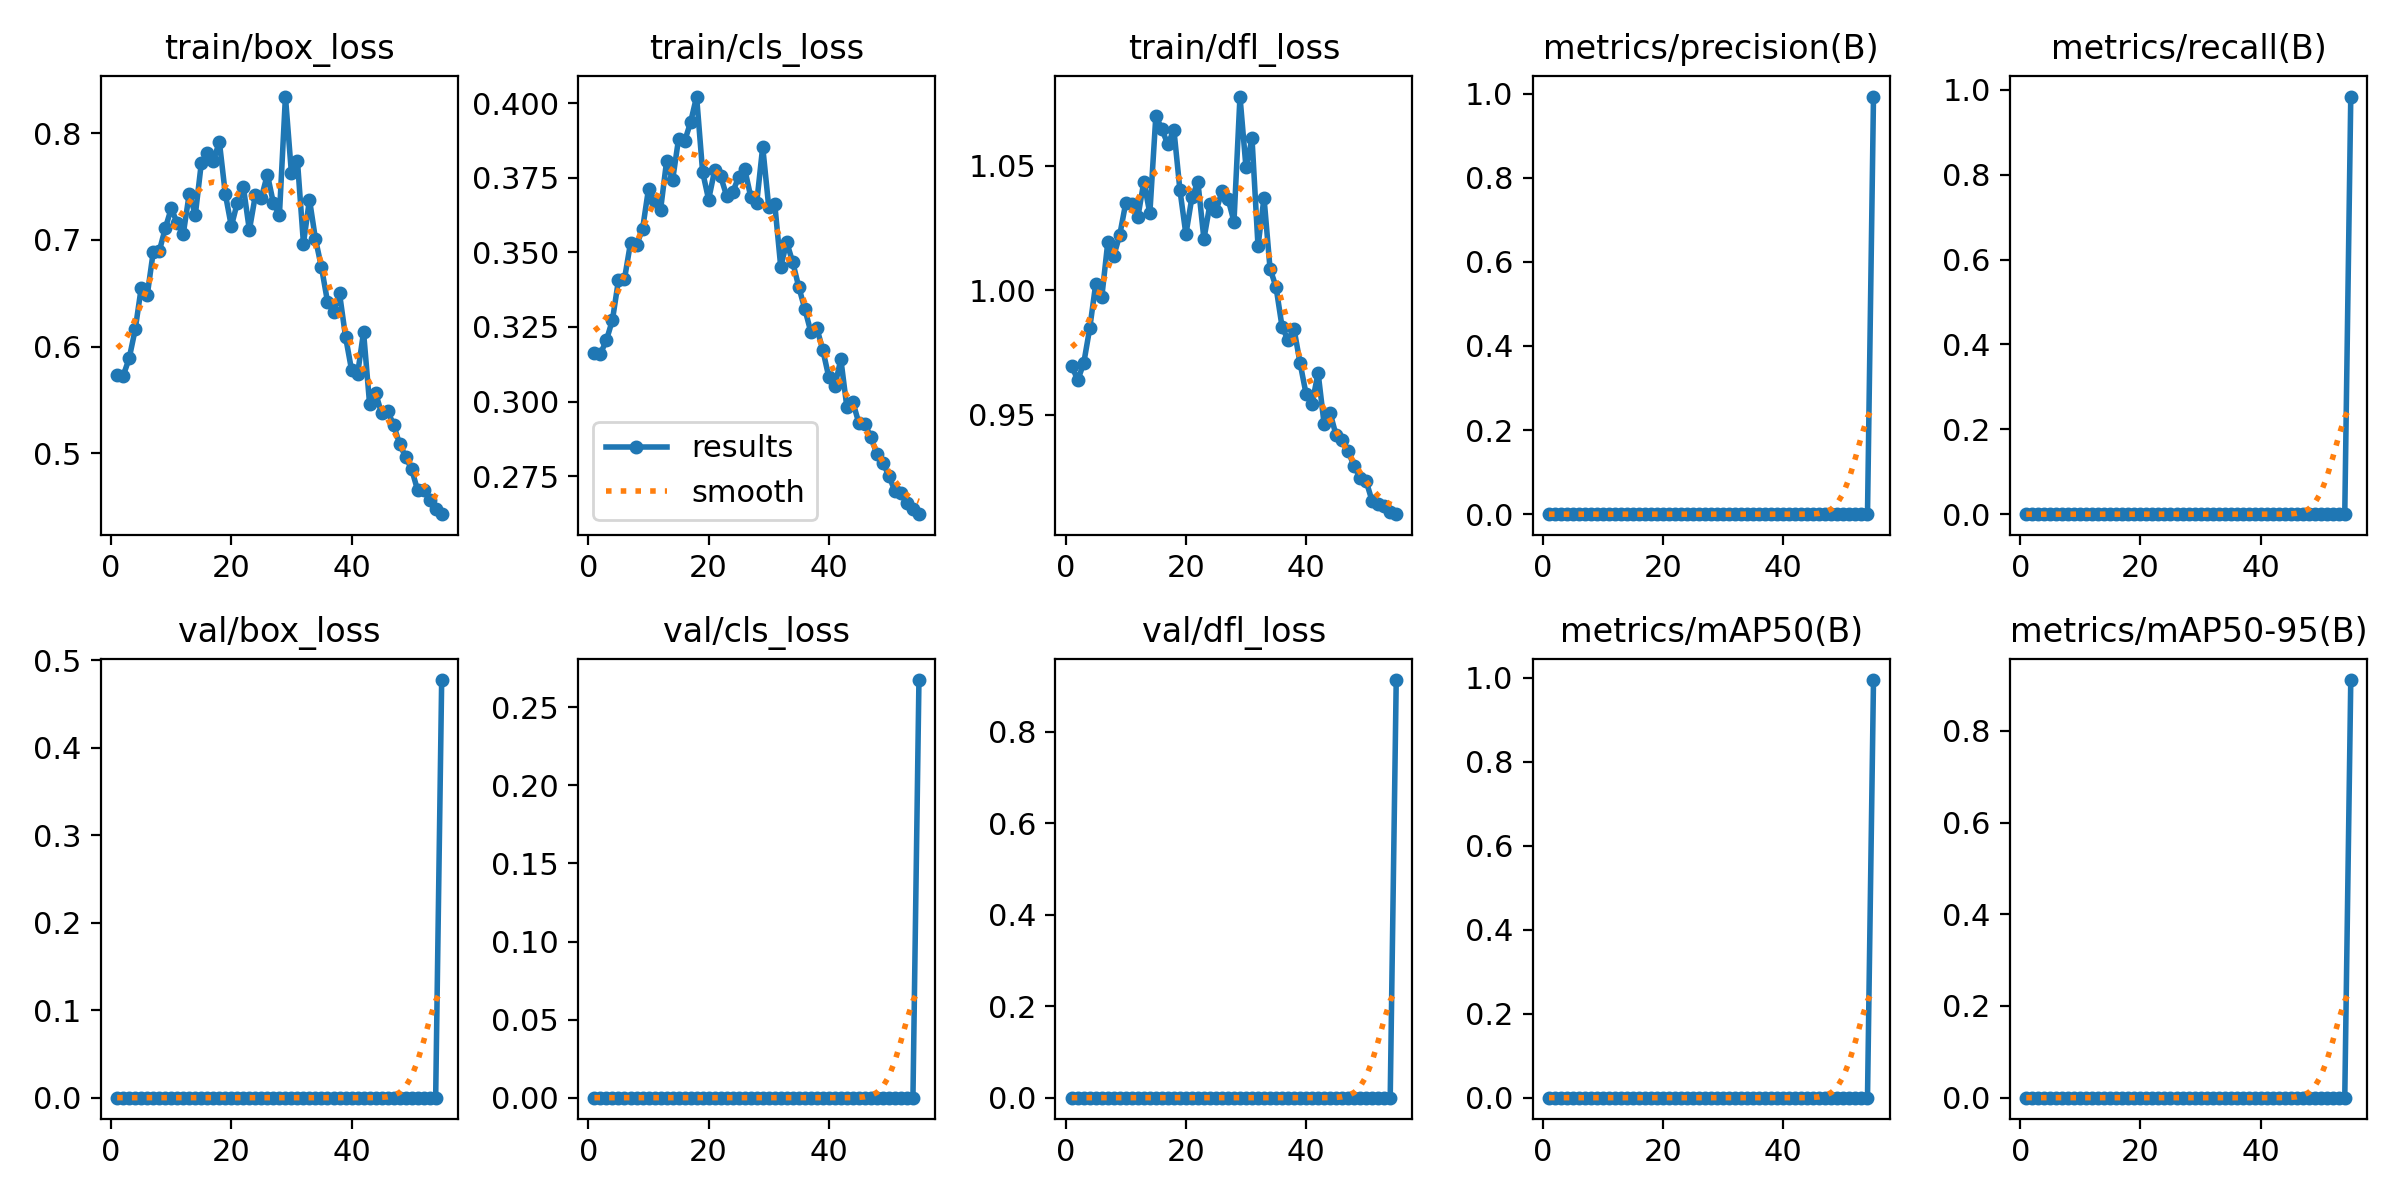 train/box_loss
train/cls_loss
train/dfl_loss
metrics/precision(B)
metrics/recall(B)
0.8
0.7
0.6
0.5
0 20 40
0.400
0.375
0.350
0.325
0.300
0.275
results
smooth
0 20 40
1.05
1.00
0.95
0 20 40
1.0
0.8
0.6
0.4
0.2
0.0
0 20 40
1.0
0.8
0.6
0.4
0.2
0.0
0 20 40
val/box_loss
val/cls_loss
val/dfl_loss
metrics/mAP50(B)
metrics/mAP50-95(B)
0.5
0.4
0.3
0.2
0.1
0.0
0 20 40
0.25
0.20
0.15
0.10
0.05
0.00
0 20 40
0.8
0.6
0.4
0.2
0.0
0 20 40
1.0
0.8
0.6
0.4
0.2
0.0
0 20 40
0.8
0.6
0.4
0.2
0.0
0 20 40